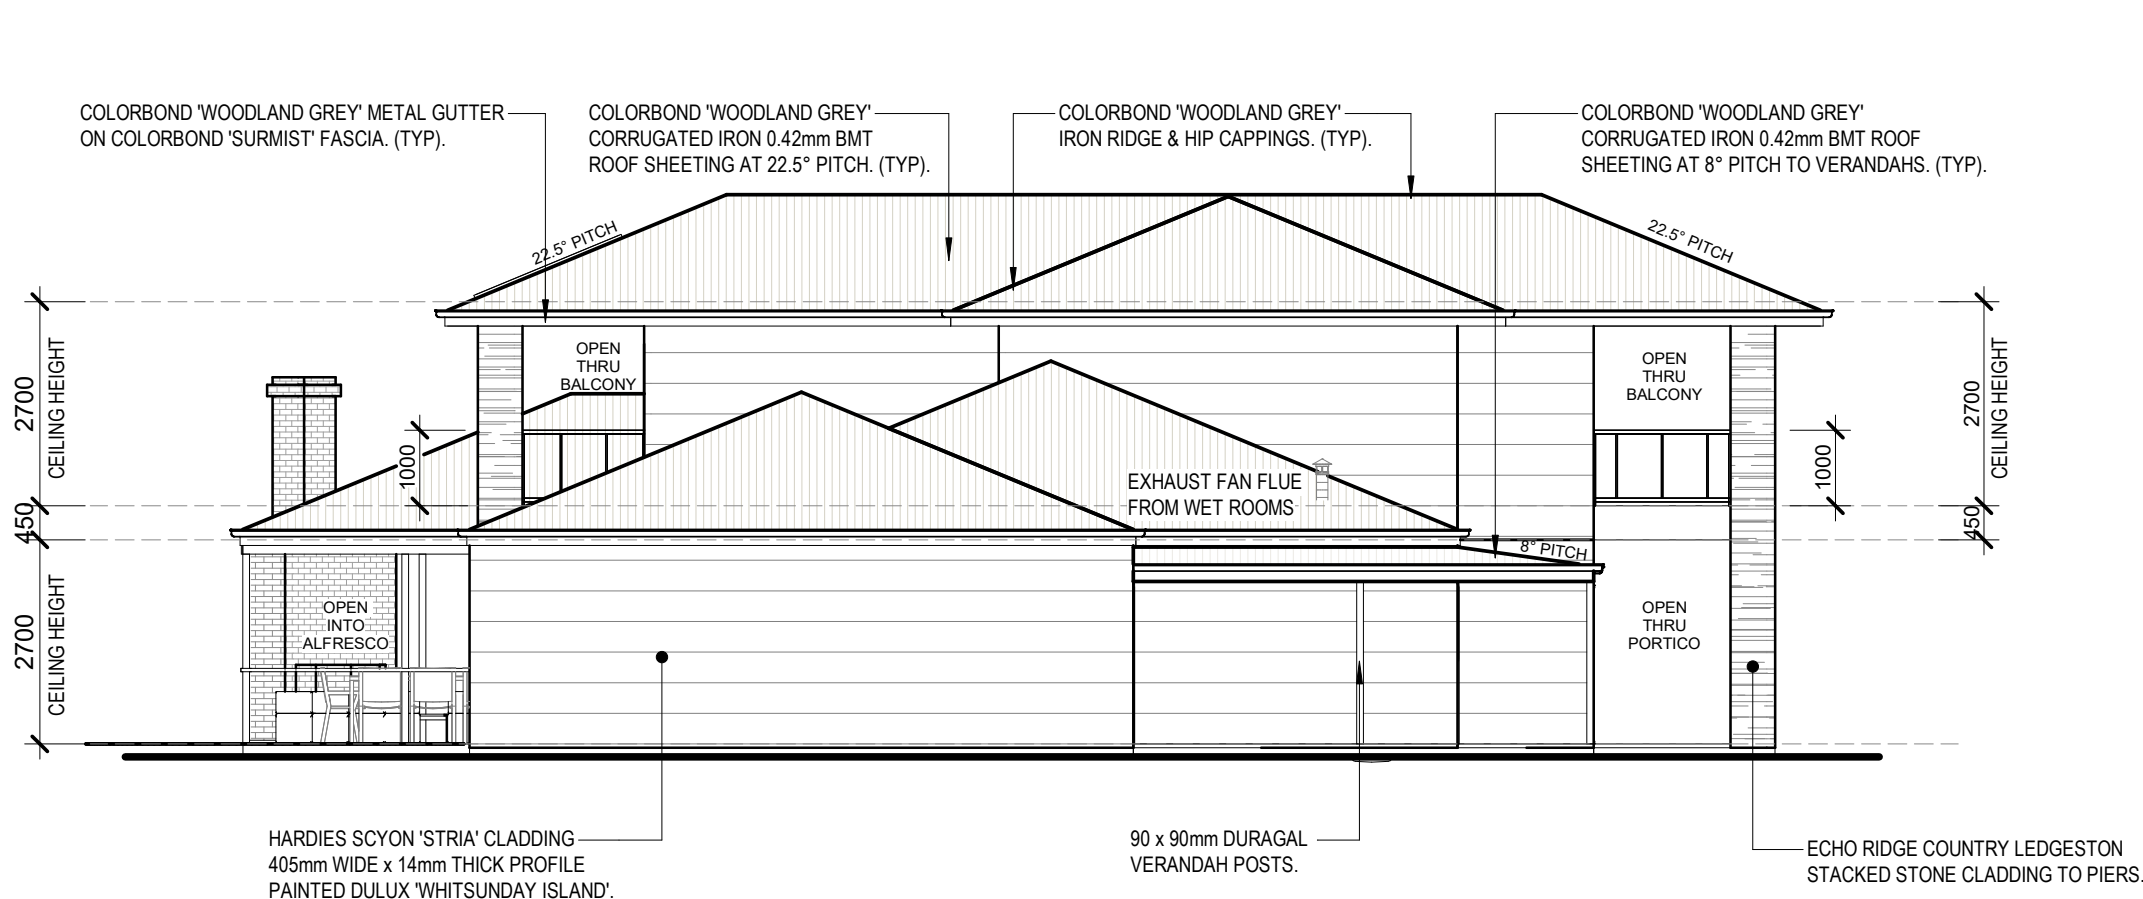 COLORBOND 'WOODLAND GREY' METAL GUTTER
ON COLORBOND 'SURMIST' FASCIA. (TYP).
COLORBOND 'WOODLAND GREY'
CORRUGATED IRON 0.42mm BMT
ROOF SHEETING AT 22.5° PITCH. (TYP).
COLORBOND 'WOODLAND GREY'
IRON RIDGE & HIP CAPPINGS. (TYP).
COLORBOND 'WOODLAND GREY'
CORRUGATED IRON 0.42mm BMT ROOF
SHEETING AT 8° PITCH TO VERANDAHS. (TYP).
22.5° PITCH
22.5° PITCH
2700
CEILING HEIGHT
450
2700
CEILING HEIGHT
1000
OPEN
THRU
BALCONY
OPEN
THRU
BALCONY
EXHAUST FAN FLUE
FROM WET ROOMS
1000
2700
CEILING HEIGHT
450
8° PITCH
OPEN
INTO
ALFRESCO
OPEN
THRU
PORTICO
HARDIES SCYON 'STRIA' CLADDING
405mm WIDE x 14mm THICK PROFILE
PAINTED DULUX 'WHITSUNDAY ISLAND'.
90 x 90mm DURAGAL
VERANDAH POSTS.
ECHO RIDGE COUNTRY LEDGESTON
STACKED STONE CLADDING TO PIERS.